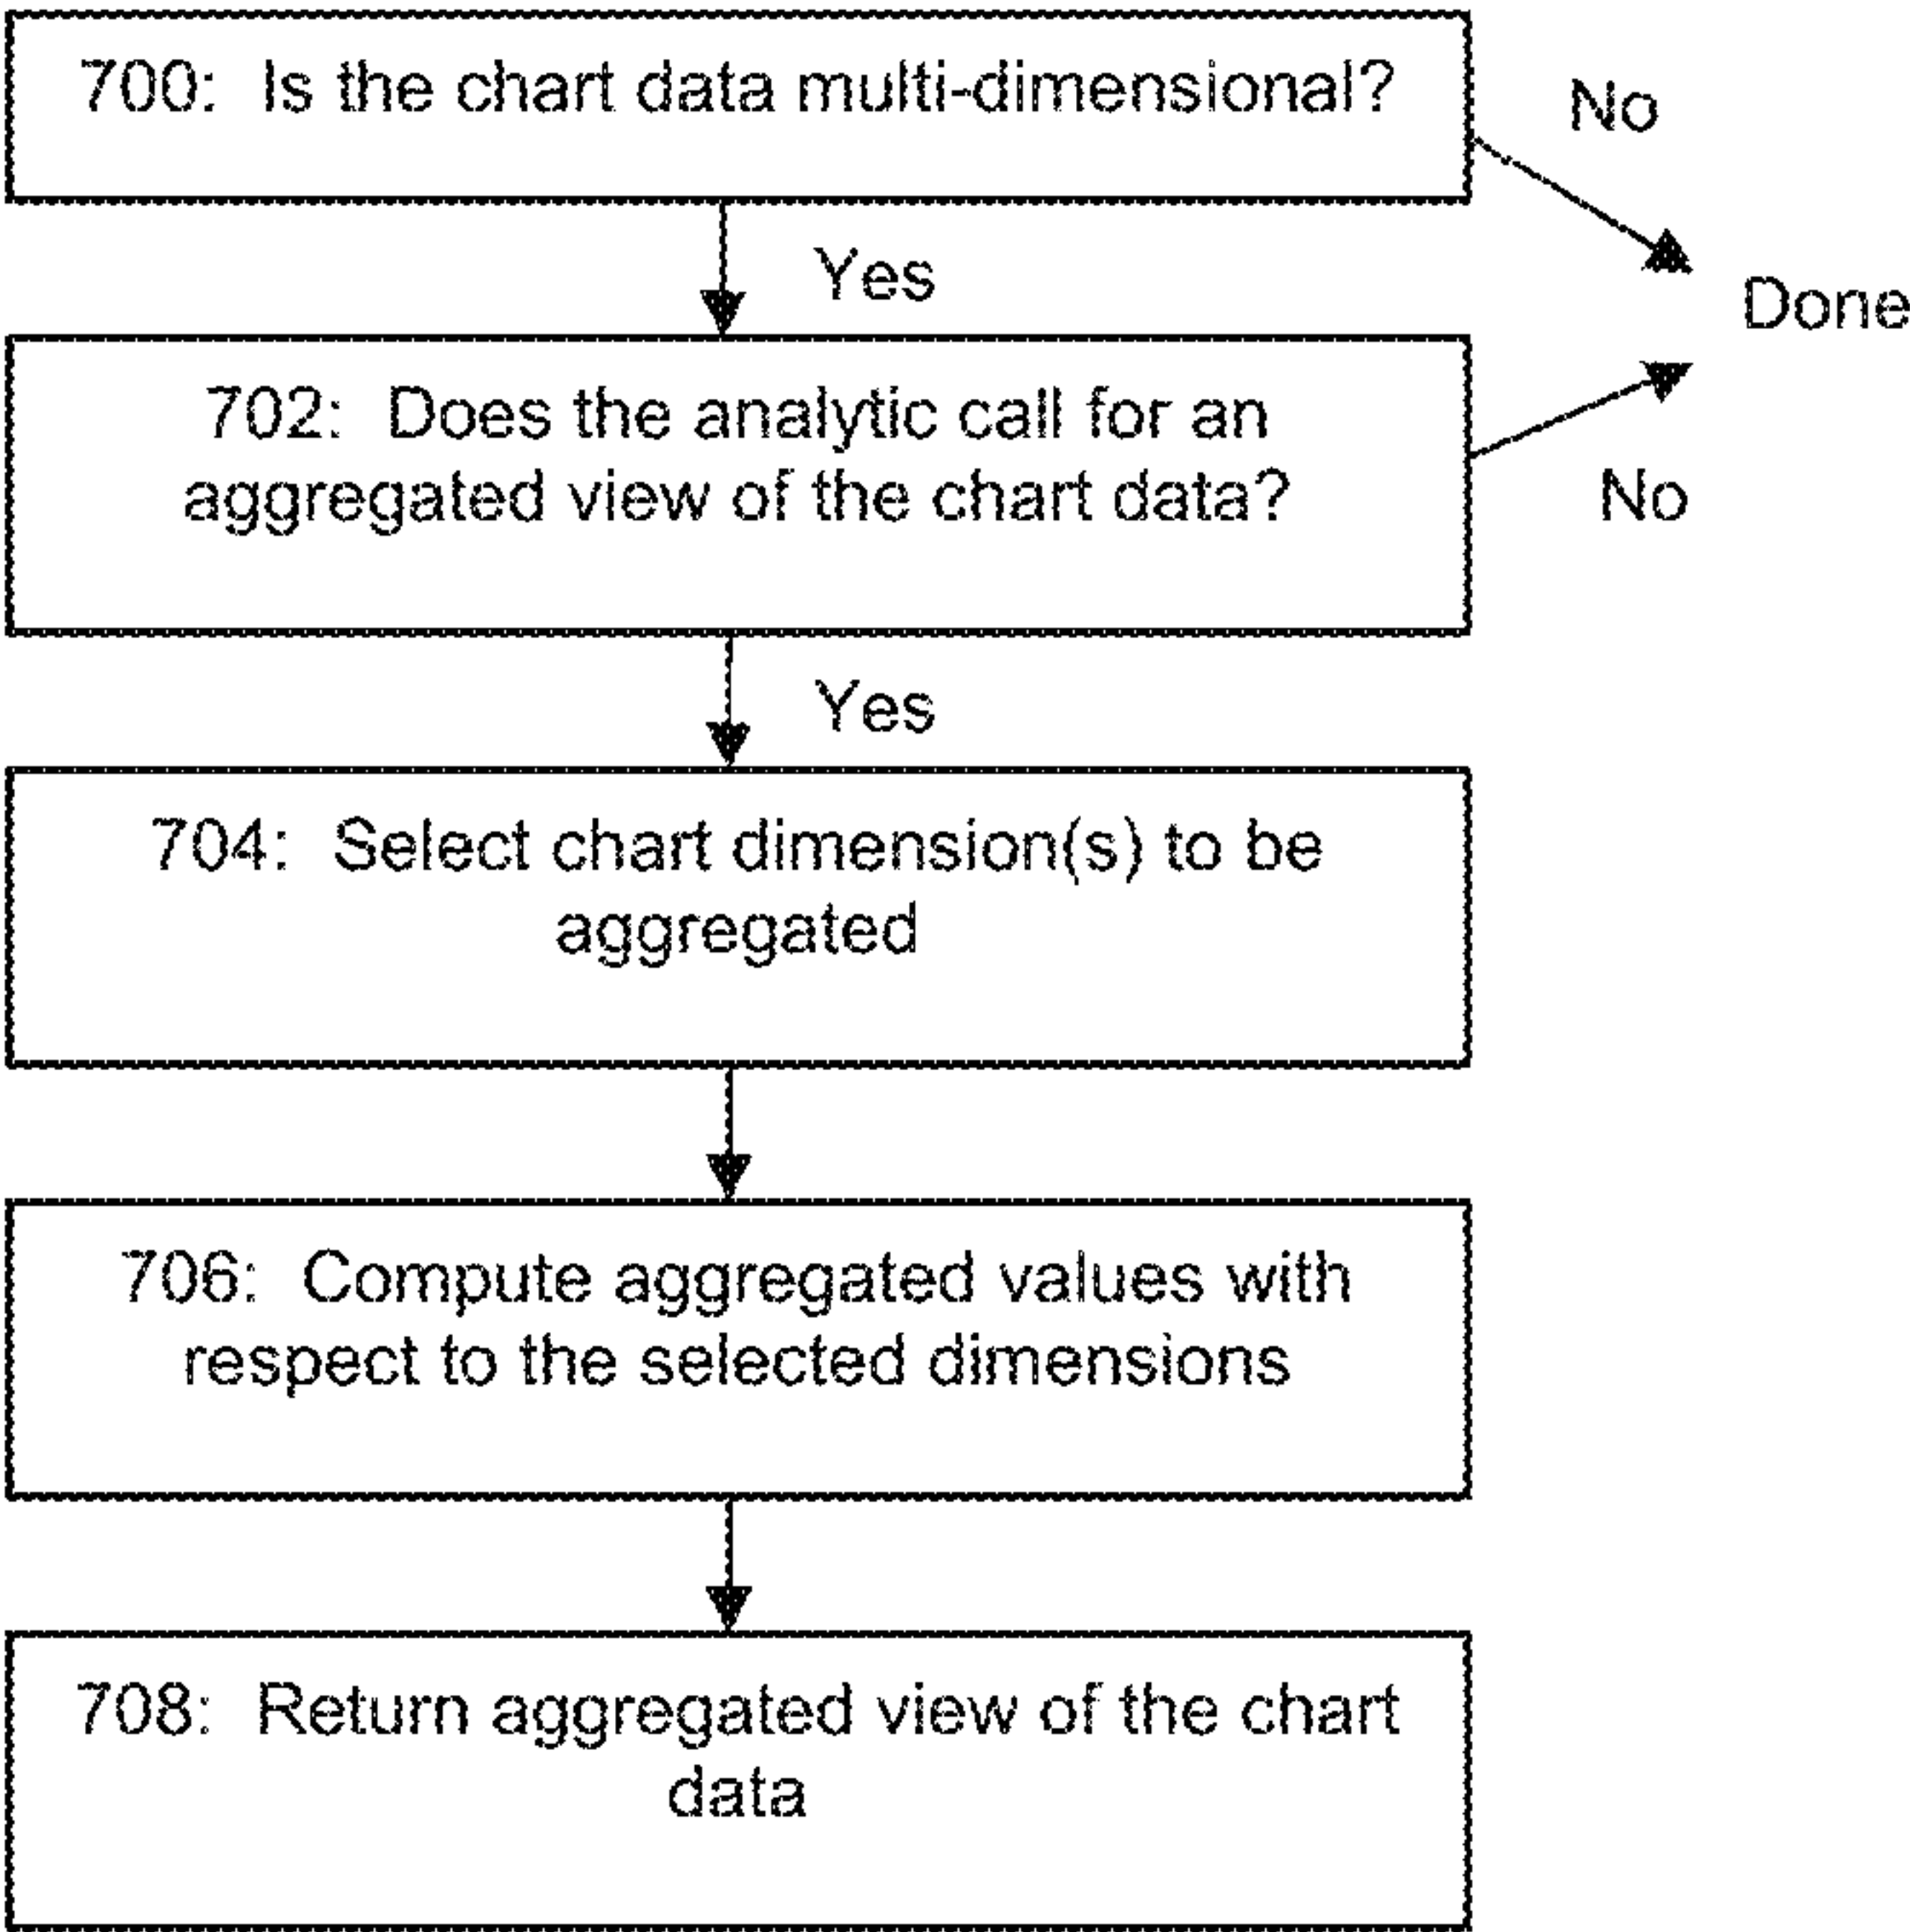 700: Is the chart data multi-dimensional?
No
Yes
Done
702: Does the analytic call for an
aggregated view of the chart data?
No
Yes
704: Select chart dimension(s) to be
aggregated
706: Compute aggregated values with
respect to the selected dimensions
708: Return aggregated view of the chart
data